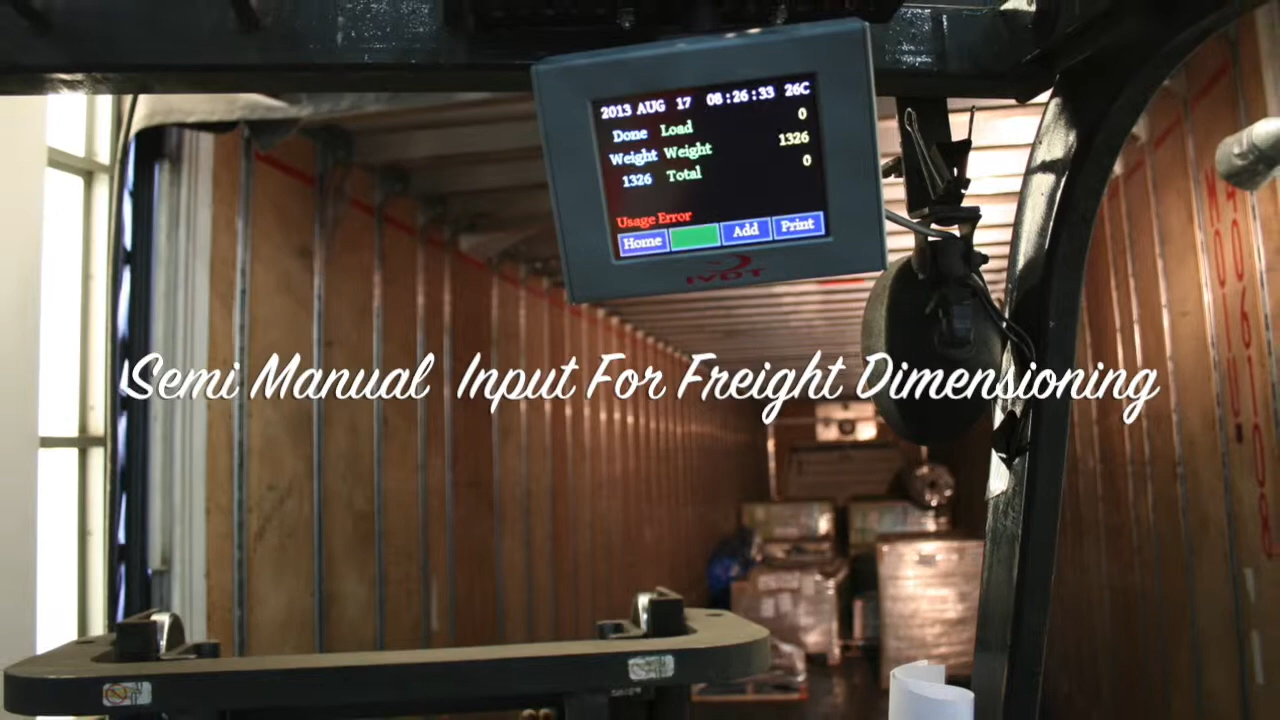 2013 AUG 17 08:26:33 26C
Done Load 0
Weight Weight 1326
1326 Total 0
Usage Error
Home Add Print
IVDT
Semi Manual Input For Freight Dimensioning